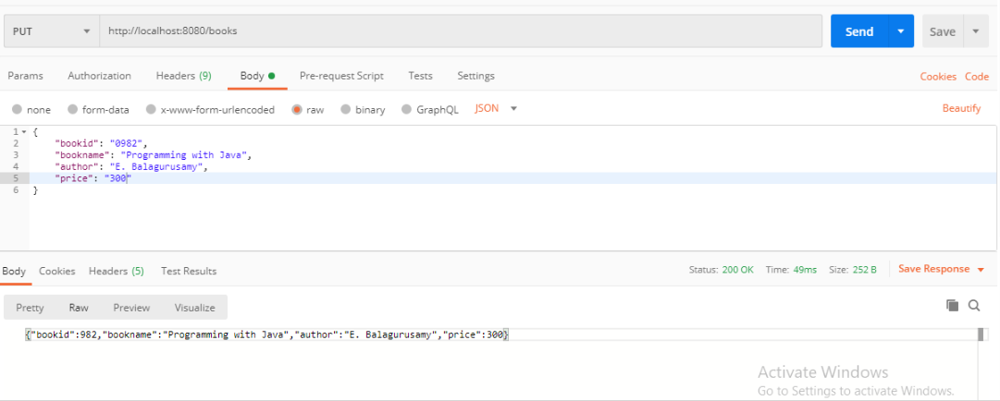 PUT http://localhost:8080/books Send Save
Params Authorization Headers (9) Body Pre-request Script Tests Settings Cookies Code
none form-data x-www-form-urlencoded raw binary GraphQL JSON Beautify
1 {
2 "bookid": "0982",
3 "bookname": "Programming with Java",
4 "author": "E. Balagurusamy",
5 "price": "300"
6 }
Body Cookies Headers (5) Test Results Status: 200 OK Time: 49ms Size: 252 B Save Response
Pretty Raw Preview Visualize
{"bookid":982,"bookname":"Programming with Java","author":"E. Balagurusamy","price":300}
Activate Windows
Go to Settings to activate Windows.